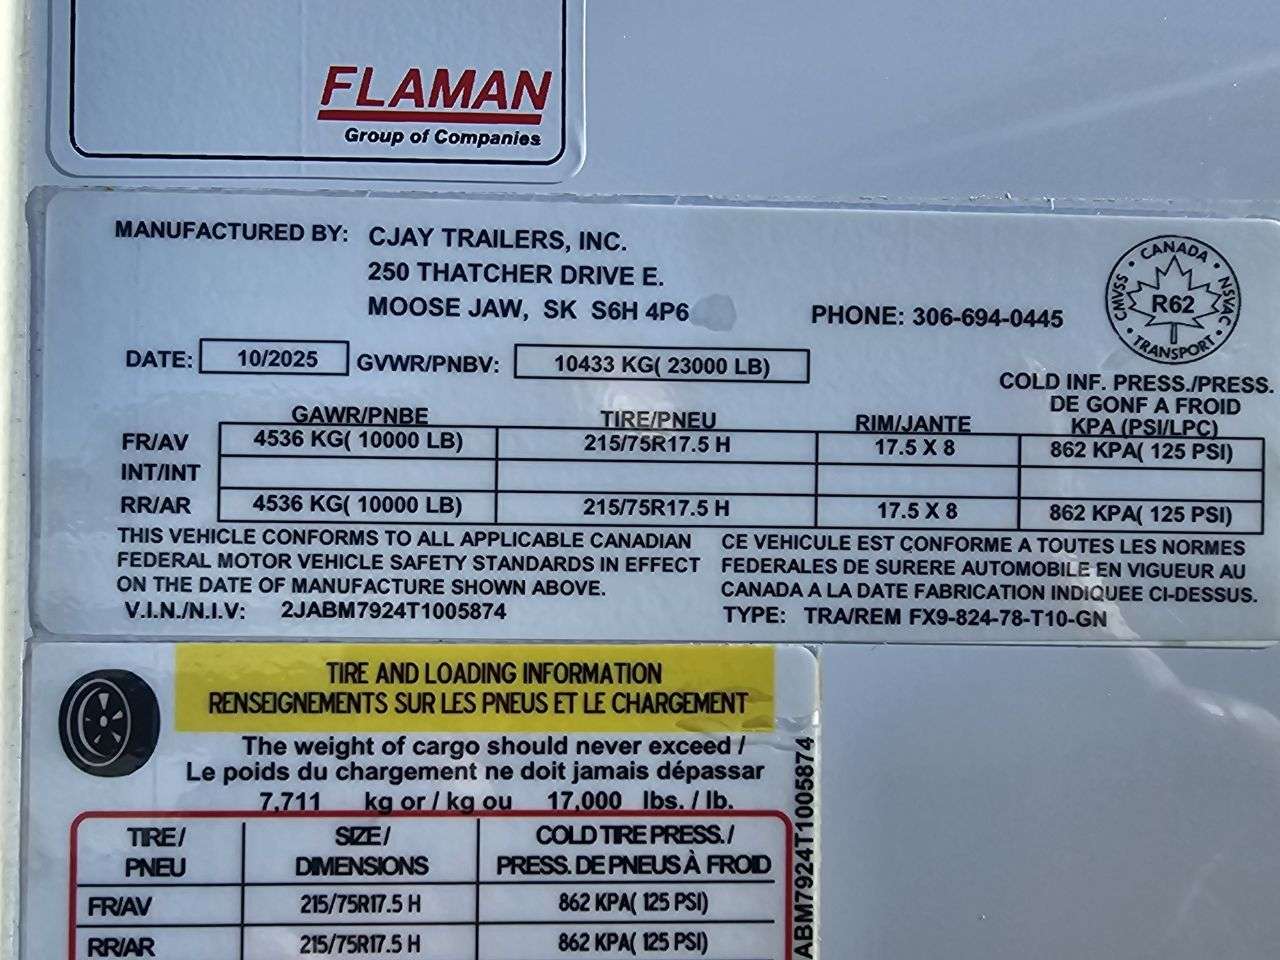 FLAMAN
Group of Companies
MANUFACTURED BY: CJAY TRAILERS, INC.
250 THATCHER DRIVE E.
MOOSE JAW, SK S6H 4P6
PHONE: 306-694-0445
CANADA
CMVSS
NSVAC
R62
TRANSPORT
DATE: 10/2025 GVWR/PNBV: 10433 KG( 23000 LB)
COLD INF. PRESS./PRESS.
DE GONF A FROID
GAWR/PNBE TIRE/PNEU RIM/JANTE KPA (PSI/LPC)
FR/AV 4536 KG( 10000 LB) 215/75R17.5 H 17.5 X 8 862 KPA( 125 PSI)
INT/INT
RR/AR 4536 KG( 10000 LB) 215/75R17.5 H 17.5 X 8 862 KPA( 125 PSI)
THIS VEHICLE CONFORMS TO ALL APPLICABLE CANADIAN
FEDERAL MOTOR VEHICLE SAFETY STANDARDS IN EFFECT
ON THE DATE OF MANUFACTURE SHOWN ABOVE.
CE VEHICULE EST CONFORME A TOUTES LES NORMES
FEDERALES DE SURERE AUTOMOBILE EN VIGUEUR AU
CANADA A LA DATE FABRICATION INDIQUEE CI-DESSUS.
V.I.N./N.I.V: 2JABM7924T1005874 TYPE: TRA/REM FX9-824-78-T10-GN
TIRE AND LOADING INFORMATION
RENSEIGNEMENTS SUR LES PNEUS ET LE CHARGEMENT
The weight of cargo should never exceed /
Le poids du chargement ne doit jamais dépassar
7,711 kg or / kg ou 17,000 lbs. / lb.
TIRE / SIZE / COLD TIRE PRESS. /
PNEU DIMENSIONS PRESS. DE PNEUS À FROID
FR/AV 215/75R17.5 H 862 KPA( 125 PSI)
RR/AR 215/75R17.5 H 862 KPA( 125 PSI)
ABM7924T1005874